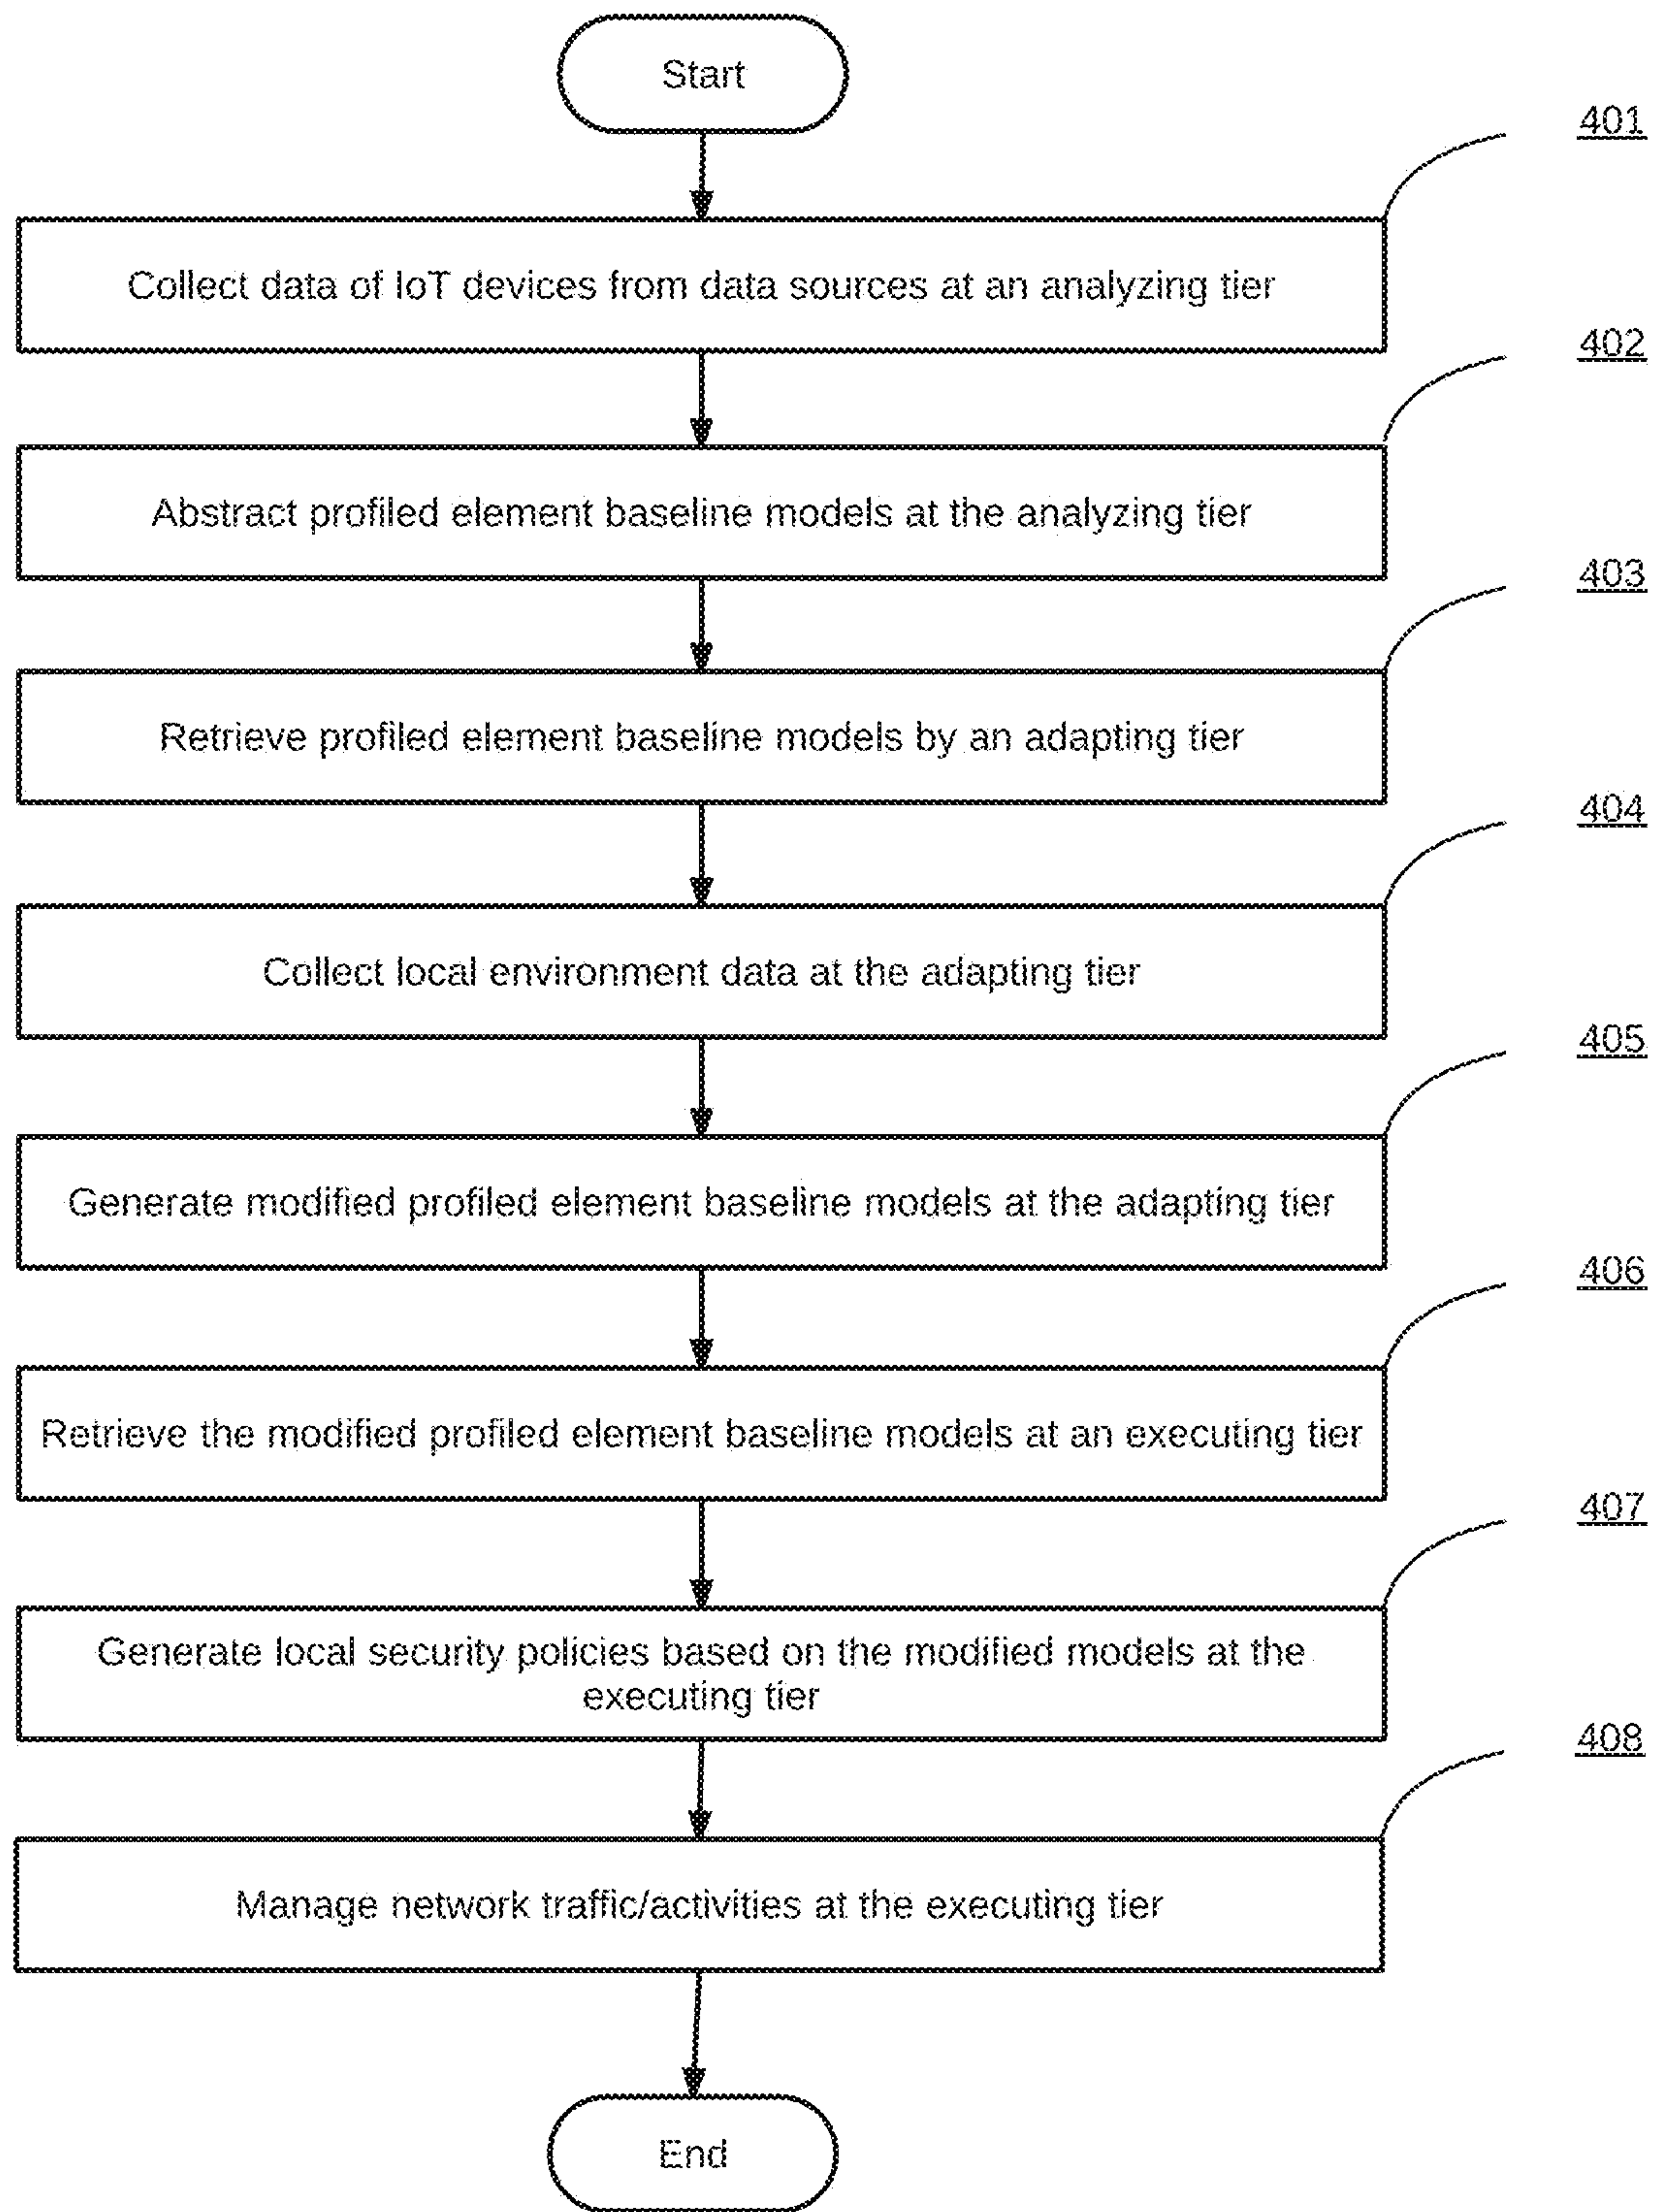 Start
401
Collect data of IoT devices from data sources at an analyzing tier
402
Abstract profiled element baseline models at the analyzing tier
403
Retrieve profiled element baseline models by an adapting tier
404
Collect local environment data at the adapting tier
405
Generate modified profiled element baseline models at the adapting tier
406
Retrieve the modified profiled element baseline models at an executing tier
407
Generate local security policies based on the modified models at the
executing tier
408
Manage network traffic/activities at the executing tier
End